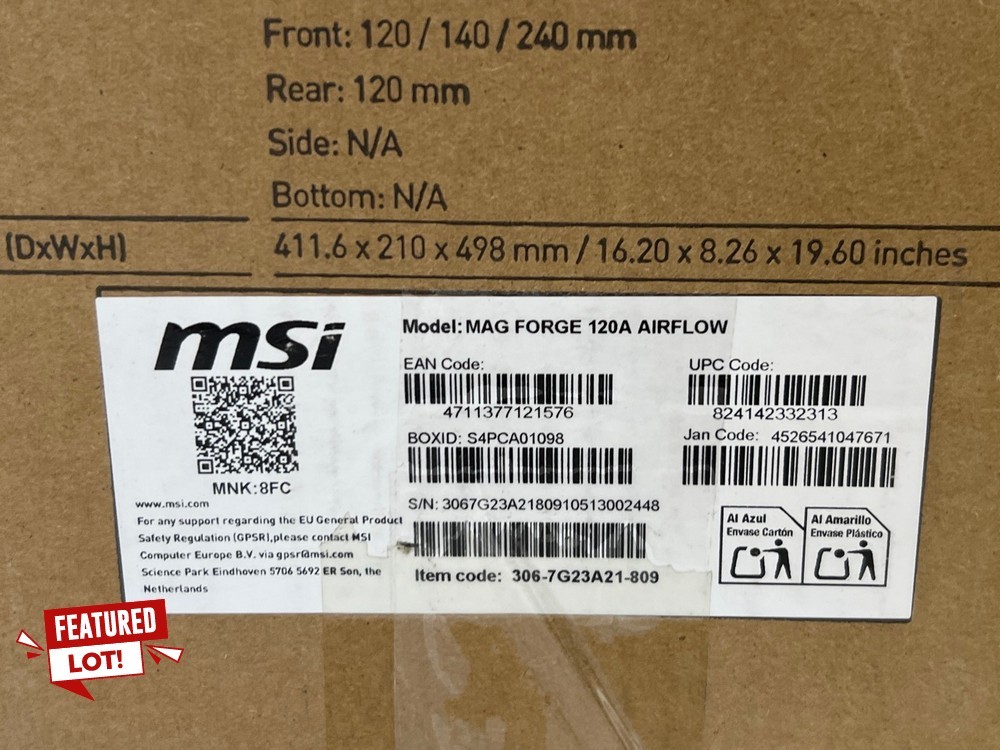 Front: 120 / 140 / 240 mm
Rear: 120 mm
Side: N/A
Bottom: N/A
(DxWxH)
411.6 x 210 x 498 mm / 16.20 x 8.26 x 19.60 inches
msi
MNK:8FC
www.msi.com
For any support regarding the EU General Product
Safety Regulation (GPSR),please contact MSI
Computer Europe B.V. via gpsr@msi.com
Science Park Eindhoven 5706 5692 ER Son, the
Netherlands
Model: MAG FORGE 120A AIRFLOW
EAN Code:
4711377121576
UPC Code:
824142332313
BOXID: S4PCA01098
Jan Code: 4526541047671
S/N: 3067G23A21809105130024​48
Item code: 306-7G23A21-809
Al Azul
Envase Cartón
Al Amarillo
Envase Plástico
FEATURED
LOT!